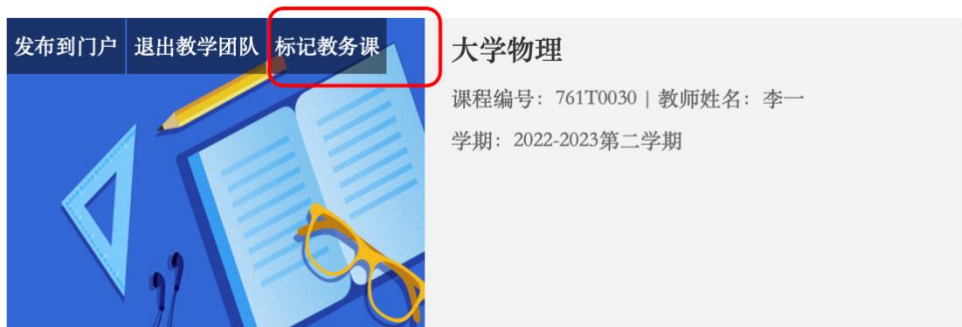 发布到门户 退出教学团队 标记教务课
大学物理
课程编号：761T0030 | 教师姓名：李一
学期：2022-2023第二学期